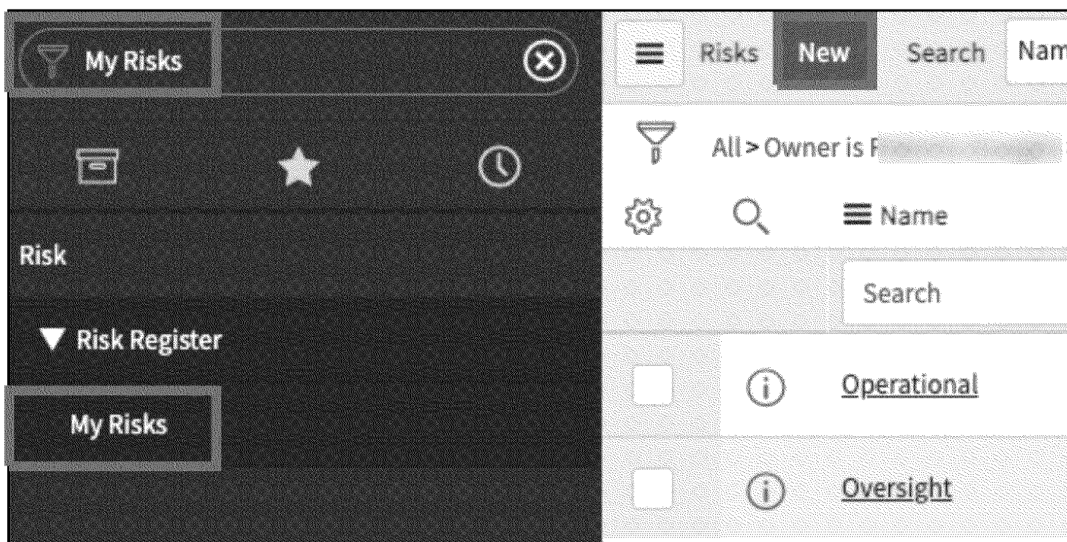 My Risks
Risk
Risk Register
My Risks
Risks New Search Nam
All > Owner is
Name
Search
Operational
Oversight